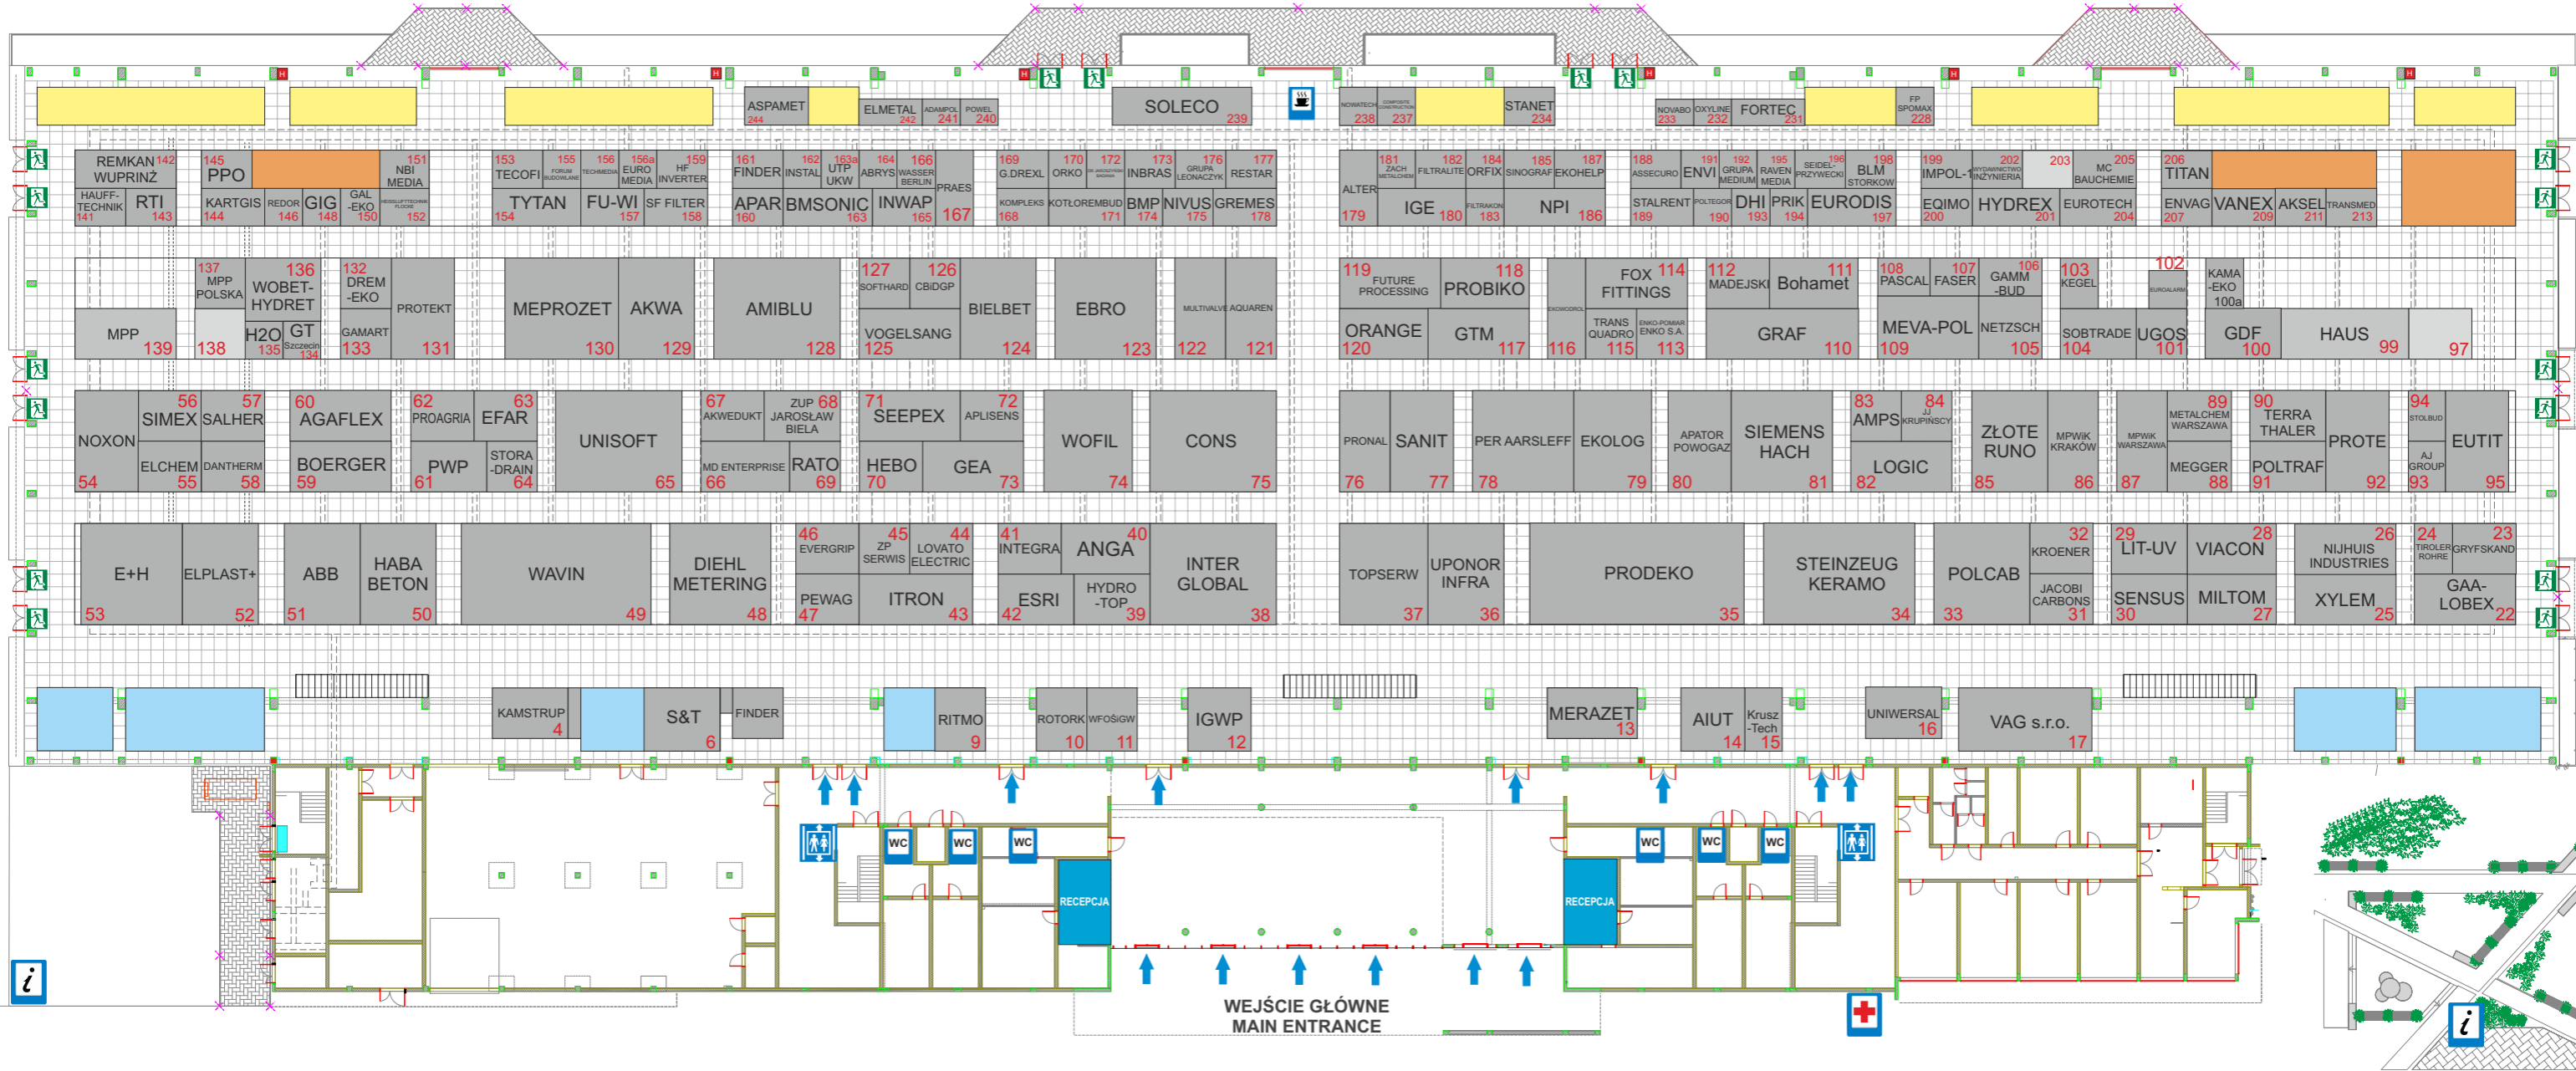 H H H H H H
ASPAMET
244
ELMETAL
242
ADAMPOL
241
POWEL
240
SOLECO
239
NOWATECH
238
COMPOSITE
CONSTRUCTION
237
STANET
234
NOVABO
233
OXYLINE
232
FORTEC
231
FP
SPOMAX
228
REMKAN 142
WUPRINŻ
145
PPO
151
NBI
MEDIA
153
TECOFI
155
FORUM
BUDOWLANE
156
TECHMEDIA
156a
EURO
MEDIA
159
HF
INVERTER
161
FINDER
162
INSTAL
163a
UTP
UKW
164
ABRYS
166
WASSER
BERLIN
PRAES
167
169
G.DREXL
170
ORKO
172
173
INBRAS
176
GRUPA
LEONACZYK
177
RESTAR
ALTER
179
181
ZACH
METALCHEM
182
FILTRALITE
184
ORFIX
185
SINOGRAF
187
EKOHELP
188
ASSECURO
191
ENVI
192
GRUPA
MEDIUM
195
RAVEN
MEDIA
196
SEIDEL-
PRZYWECKI
198
BLM
STORKOW
199
IMPOL-1
202
WYDAWNICTWO
INŻYNIERIA
203
205
MC
BAUCHEMIE
206
TITAN
HAUFF-
TECHNIK
141
RTI
143
KARTGIS
144
REDOR
146
GIG
148
GAL
-EKO
150
HEISSLUFTTECHNIK
FLOCKE
152
TYTAN
154
FU-WI
157
SF FILTER
158
APAR
160
BMSONIC
163
INWAP
165
KOMPLEKS
168
KOTŁOREMBUD
171
BMP
174
NIVUS
175
GREMES
178
IGE 180
FILTRAKON
183
NPI
186
STALRENT
189
POLTEGOR
190
DHI
193
PRIK
194
EURODIS
197
EQIMO
200
HYDREX
201
EUROTECH
204
ENVAG
207
VANEX
209
AKSEL
211
TRANSMED
213
MPP
139
137
MPP
POLSKA
138
136
WOBET-
HYDRET
H2O
135
GT
Szczecin
134
132
DREM
-EKO
GAMART
133
PROTEKT
131
MEPROZET
130
AKWA
129
AMIBLU
128
127
SOFTHARD
126
CBiDGP
VOGELSANG
125
BIELBET
124
EBRO
123
MULTIVALVE
122
AQUAREN
121
119
FUTURE
PROCESSING
118
PROBIKO
ORANGE
120
GTM
117
EKOWODROL
116
FOX 114
FITTINGS
TRANS
QUADRO
115
ENKO-POMIAR
ENKO S.A.
113
112
MADEJSKI
111
Bohamet
GRAF
110
108
PASCAL
107
FASER
106
GAMM
-BUD
MEVA-POL
109
NETZSCH
105
103
KEGEL
102
EUROALARM
SOBTRADE
104
UGOS
101
KAMA
-EKO
100a
GDF
100
HAUS
99
97
NOXON
54
56
SIMEX
57
SALHER
ELCHEM
55
DANTHERM
58
60
AGAFLEX
BOERGER
59
62
PROAGRIA
63
EFAR
PWP
61
STORA
-DRAIN
64
UNISOFT
65
67
AKWEDUKT
ZUP 68
JAROSŁAW
BIELA
MD ENTERPRISE
66
RATO
69
71
SEEPEX
72
APLISENS
HEBO
70
GEA
73
WOFIL
74
CONS
75
PRONAL
76
SANIT
77
PER AARSLEFF
78
EKOLOG
79
APATOR
POWOGAZ
80
SIEMENS
HACH
81
83
AMPS
84
JJ
KRUPIŃSCY
LOGIC
82
ZŁOTE
RUNO
85
MPWiK
KRAKÓW
86
MPWiK
WARSZAWA
87
89
METALCHEM
WARSZAWA
MEGGER
88
90
TERRA
THALER
POLTRAF
91
PROTE
92
94
STOLBUD
AJ
GROUP
93
EUTIT
95
E+H
53
ELPLAST+
52
ABB
51
HABA
BETON
50
WAVIN
49
DIEHL
METERING
48
46
EVERGRIP
45
ZP
SERWIS
44
LOVATO
ELECTRIC
PEWAG
47
ITRON
43
41
INTEGRA
40
ANGA
ESRI
42
HYDRO
-TOP
39
INTER
GLOBAL
38
TOPSERW
37
UPONOR
INFRA
36
PRODEKO
35
STEINZEUG
KERAMO
34
POLCAB
33
32
KROENER
JACOBI
CARBONS
31
29
LIT-UV
28
VIACON
SENSUS
30
MILTOM
27
26
NIJHUIS
INDUSTRIES
XYLEM
25
24
TIROLER
ROHRE
23
GRYFSKAND
GAA-
LOBEX
22
KAMSTRUP
4
S&T
6
FINDER
RITMO
9
ROTORK
10
WFOŚiGW
11
IGWP
12
MERAZET
13
AIUT
14
Krusz
-Tech
15
UNIWERSAL
16
VAG s.r.o.
17
WC WC WC WC WC WC
RECEPCJA RECEPCJA
WEJŚCIE GŁÓWNE
MAIN ENTRANCE
i i